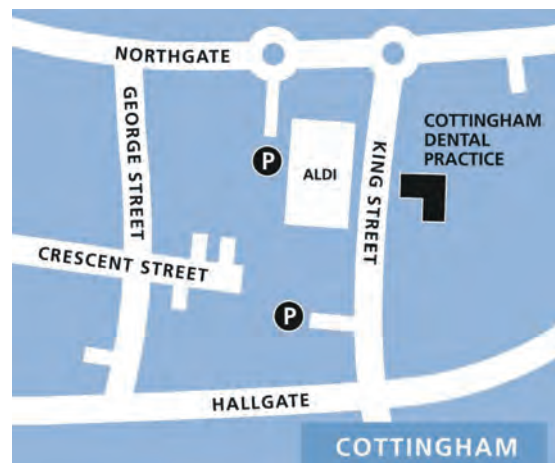 NORTHGATE
GEORGE STREET
COTTINGHAM
DENTAL
PRACTICE
P
ALDI
KING STREET
CRESCENT STREET
P
HALLGATE
COTTINGHAM